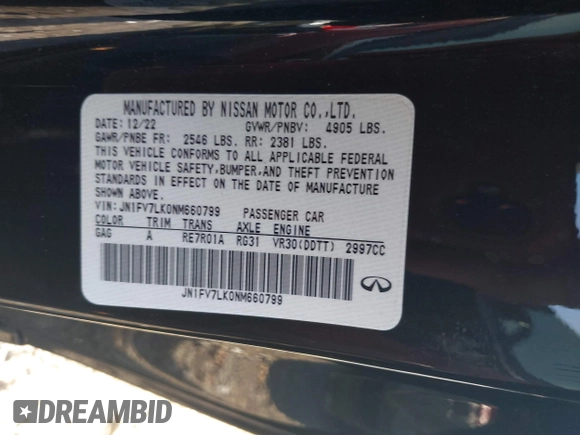 MANUFACTURED BY NISSAN MOTOR CO.,LTD.
DATE: 12/22 GVWR/PNBV: 4905 LBS.
GAWR/PNBE FR: 2546 LBS. RR: 2381 LBS.
THIS VEHICLE CONFORMS TO ALL APPLICABLE FEDERAL
MOTOR VEHICLE SAFETY,BUMPER,AND THEFT PREVENTION
STANDARDS IN EFFECT ON THE DATE OF MANUFACTURE
SHOWN ABOVE.
VIN:JN1FV7LK0NM660799 PASSENGER CAR
COLOR TRIM TRANS AXLE ENGINE
GAG A RE7R01A RG31 VR30(DDTT) 2997CC
JN1FV7LK0NM660799
DREAMBID